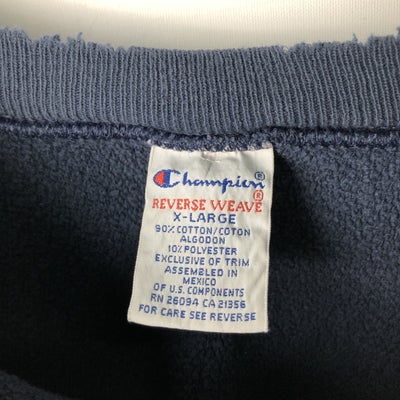 Champion®
REVERSE WEAVE®
X-LARGE
90% COTTON/COTON
ALGODON
10% POLYESTER
EXCLUSIVE OF TRIM
ASSEMBLED IN
MEXICO
OF U.S. COMPONENTS
RN 26094 CA 21356
FOR CARE SEE REVERSE